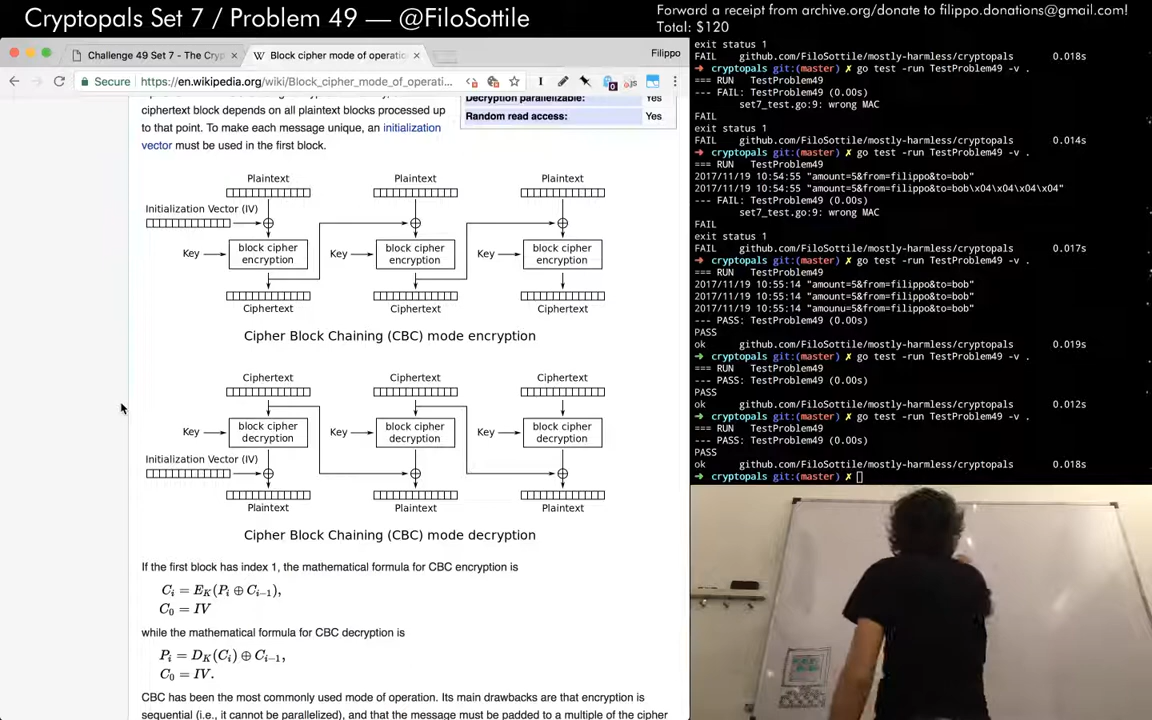 Cryptopals Set 7 / Problem 49 — @FiloSottile
Forward a receipt from archive.org/donate to filippo.donations@gmail.com!
Total: $120
Challenge 49 Set 7 - The Cryp
Block cipher mode of operatio
Filippo
Secure
https://en.wikipedia.org/wiki/Block_cipher_mode_of_operati...
ciphertext block depends on all plaintext blocks processed up
to that point. To make each message unique, an initialization
vector must be used in the first block.
Decryption parallelizable: Yes
Random read access: Yes
Plaintext Plaintext Plaintext
Initialization Vector (IV)
Key block cipher encryption Key block cipher encryption Key block cipher encryption
Ciphertext Ciphertext Ciphertext
Cipher Block Chaining (CBC) mode encryption
Ciphertext Ciphertext Ciphertext
Key block cipher decryption Key block cipher decryption Key block cipher decryption
Initialization Vector (IV)
Plaintext Plaintext Plaintext
Cipher Block Chaining (CBC) mode decryption
If the first block has index 1, the mathematical formula for CBC encryption is
C_i = E_K(P_i ⊕ C_{i−1}),
C_0 = IV
while the mathematical formula for CBC decryption is
P_i = D_K(C_i) ⊕ C_{i−1},
C_0 = IV.
CBC has been the most commonly used mode of operation. Its main drawbacks are that encryption is
sequential (i.e., it cannot be parallelized), and that the message must be padded to a multiple of the cipher
exit status 1
FAIL github.com/FiloSottile/mostly-harmless/cryptopals 0.018s
➜ cryptopals git:(master) ✗ go test -run TestProblem49 -v .
=== RUN TestProblem49
--- FAIL: TestProblem49 (0.00s)
set7_test.go:9: wrong MAC
FAIL
exit status 1
FAIL github.com/FiloSottile/mostly-harmless/cryptopals 0.014s
➜ cryptopals git:(master) ✗ go test -run TestProblem49 -v .
=== RUN TestProblem49
2017/11/19 10:54:55 "amount=5&from=filippo&to=bob"
2017/11/19 10:54:55 "amount=5&from=filippo&to=bob\x04\x04\x04\x04"
--- FAIL: TestProblem49 (0.00s)
set7_test.go:9: wrong MAC
FAIL
exit status 1
FAIL github.com/FiloSottile/mostly-harmless/cryptopals 0.017s
➜ cryptopals git:(master) ✗ go test -run TestProblem49 -v .
=== RUN TestProblem49
2017/11/19 10:55:14 "amount=5&from=filippo&to=bob"
2017/11/19 10:55:14 "amount=5&from=filippo&to=bob"
2017/11/19 10:55:14 "amounu=5&from=filippo&to=bob"
--- PASS: TestProblem49 (0.00s)
PASS
ok github.com/FiloSottile/mostly-harmless/cryptopals 0.019s
➜ cryptopals git:(master) ✗ go test -run TestProblem49 -v .
=== RUN TestProblem49
--- PASS: TestProblem49 (0.00s)
PASS
ok github.com/FiloSottile/mostly-harmless/cryptopals 0.012s
➜ cryptopals git:(master) ✗ go test -run TestProblem49 -v .
=== RUN TestProblem49
--- PASS: TestProblem49 (0.00s)
PASS
ok github.com/FiloSottile/mostly-harmless/cryptopals 0.018s
➜ cryptopals git:(master) ✗